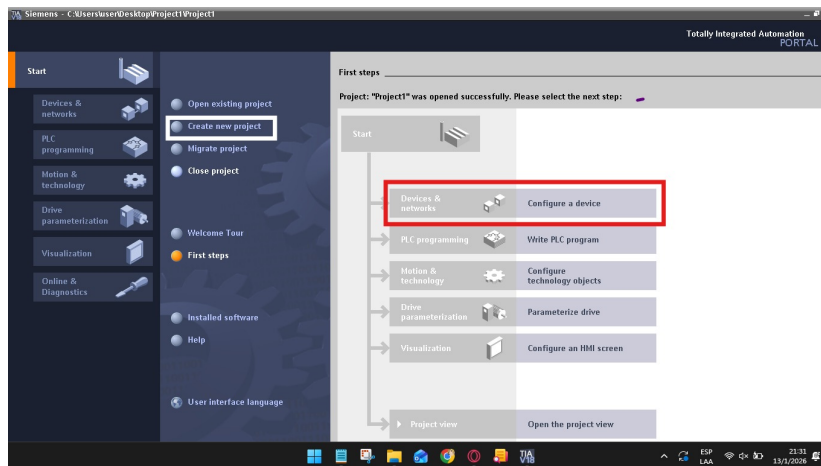 Siemens - C:\Users\user\Desktop\Project1\Project1
Totally Integrated Automation
PORTAL
Start
Devices &
networks
PLC
programming
Motion &
technology
Drive
parameterization
Visualization
Online &
Diagnostics
Open existing project
Create new project
Migrate project
Close project
Welcome Tour
First steps
Installed software
Help
User interface language
First steps
Project: "Project1" was opened successfully. Please select the next step:
Start
Devices &
networks
Configure a device
PLC programming
Write PLC program
Motion &
technology
Configure
technology objects
Drive
parameterization
Parameterize drive
Visualization
Configure an HMI screen
Project view
Open the project view
TIA
V18
ESP
LAA
21:31
13/1/2026